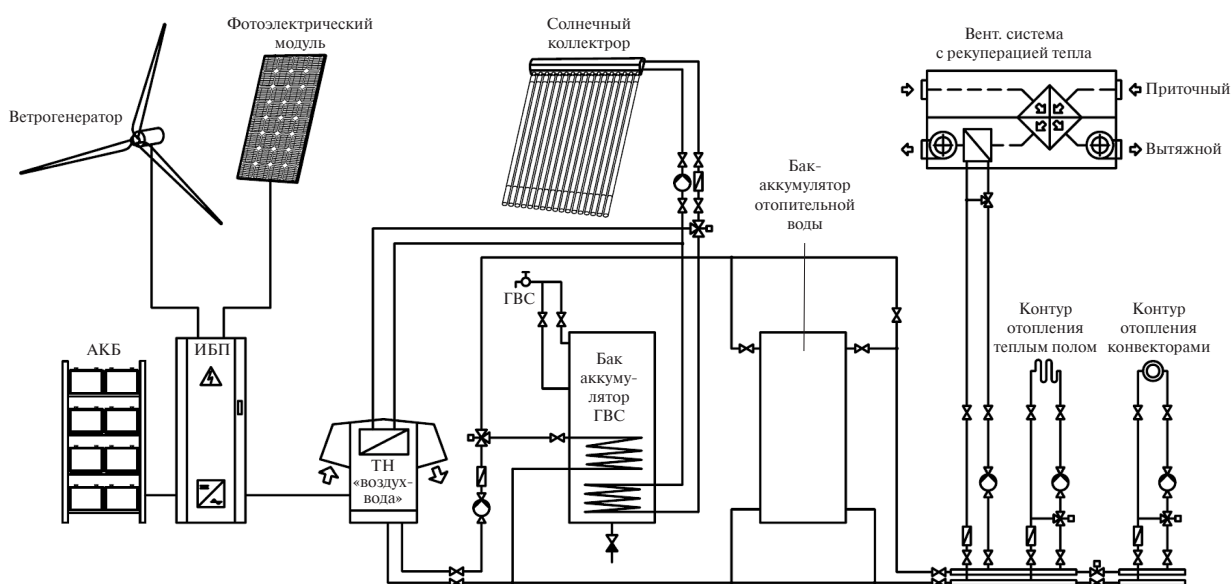 Фотоэлектрический
модуль
Солнечный
коллектрор
Вент. система
с рекуперацией тепла
Ветрогенератор
Приточный
Вытяжной
Бак-
аккумулятор
отопительной
воды
ГВС
АКБ
ИБП
Бак
аккуму-
лятор
ГВС
Контур
отопления
теплым полом
Контур
отопления
конвекторами
ТН
«воздух-
вода»